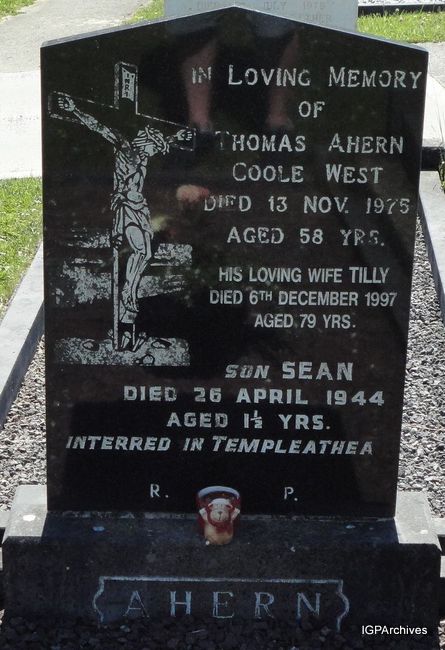 IN LOVING MEMORY
OF
THOMAS AHERN
COOLE WEST
DIED 13 NOV. 1975
AGED 58 YRS.
HIS LOVING WIFE TILLY
DIED 6TH DECEMBER 1997
AGED 79 YRS.
SON SEAN
DIED 26 APRIL 1944
AGED 1½ YRS.
INTERRED IN TEMPLEATHEA
R. P.
AHERN
IGPArchives